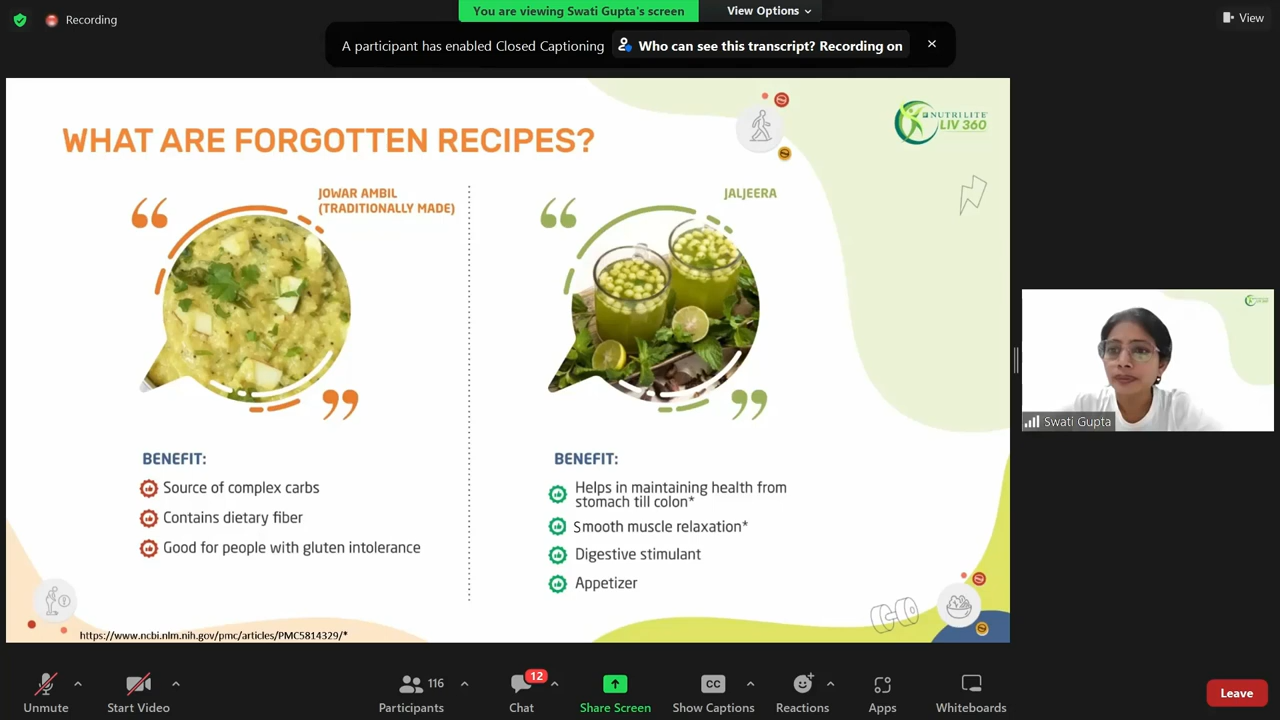 You are viewing Swati Gupta's screen
View Options
Recording
View
A participant has enabled Closed Captioning
Who can see this transcript? Recording on
WHAT ARE FORGOTTEN RECIPES?
NUTRILITE
LIV 360
JOWAR AMBIL
(TRADITIONALLY MADE)
JALJEERA
BENEFIT:
Source of complex carbs
Contains dietary fiber
Good for people with gluten intolerance
BENEFIT:
Helps in maintaining health from
stomach till colon*
Smooth muscle relaxation*
Digestive stimulant
Appetizer
https://www.ncbi.nlm.nih.gov/pmc/articles/PMC5814329/*
Swati Gupta
Unmute
Start Video
116
Participants
12
Chat
Share Screen
CC
Show Captions
Reactions
Apps
Whiteboards
Leave